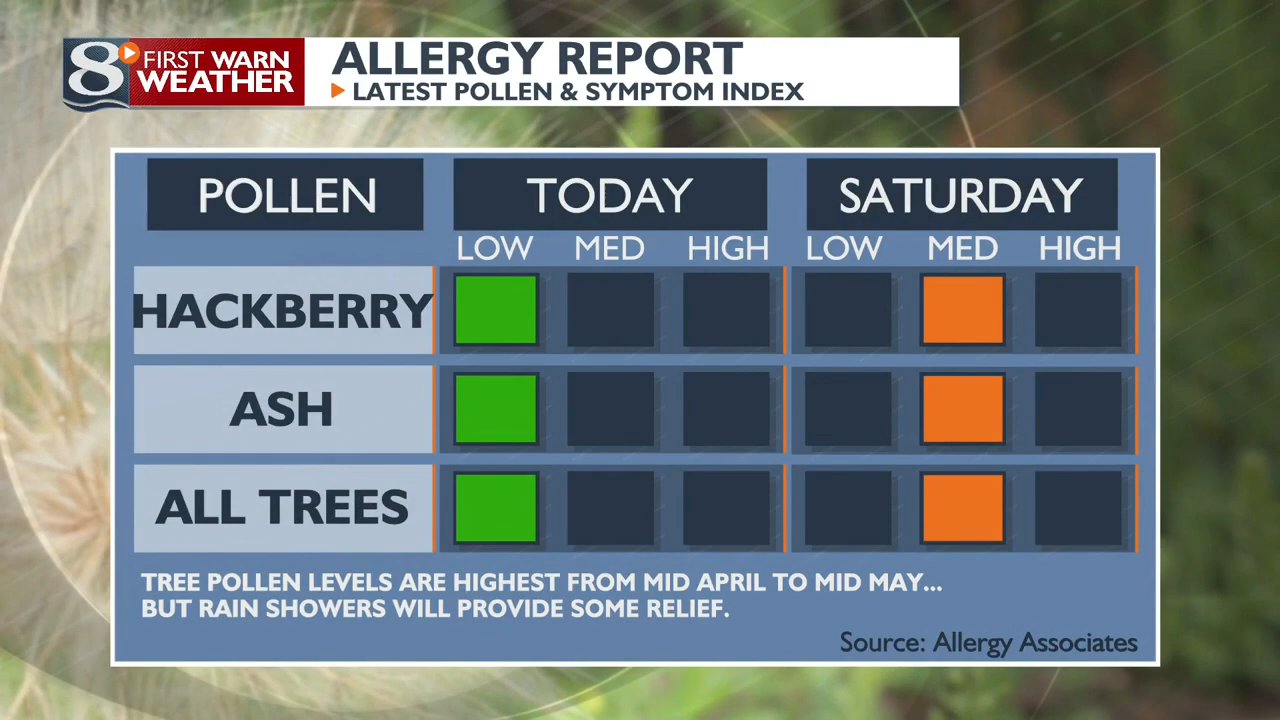 8 FIRST WARN
WEATHER
ALLERGY REPORT
LATEST POLLEN & SYMPTOM INDEX
POLLEN TODAY SATURDAY
LOW MED HIGH LOW MED HIGH
HACKBERRY
ASH
ALL TREES
TREE POLLEN LEVELS ARE HIGHEST FROM MID APRIL TO MID MAY...
BUT RAIN SHOWERS WILL PROVIDE SOME RELIEF.
Source: Allergy Associates